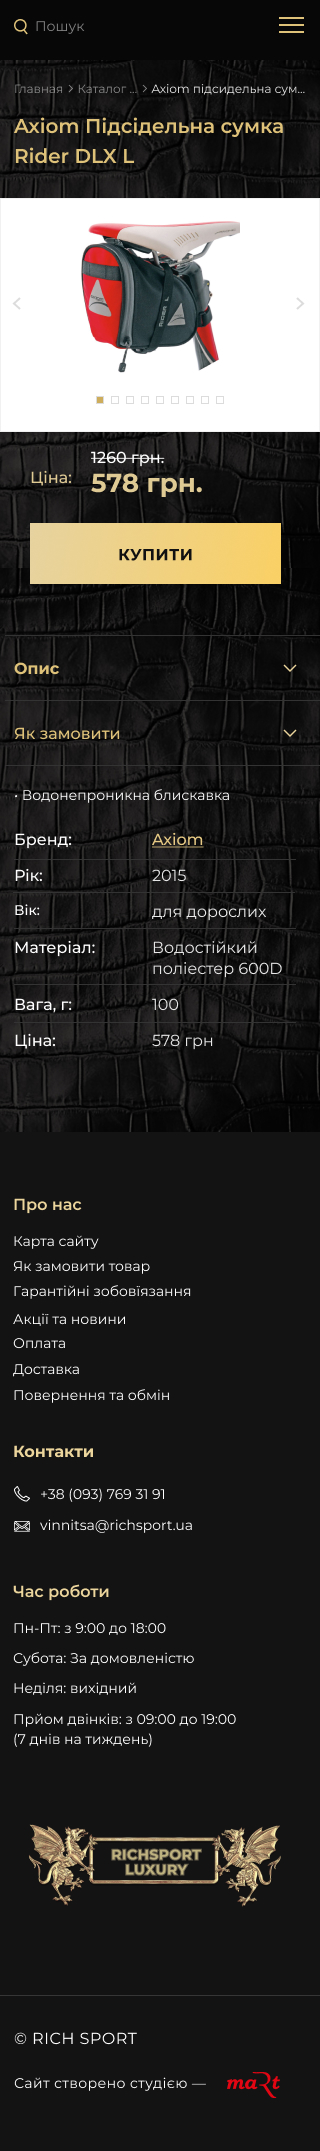 Пошук
Главная > Каталог ... > Axiom підсидельна сум...
Axiom Підсідельна сумка
Rider DLX L
RIDER L
1260 грн.
Ціна: 578 грн.
КУПИТИ
Опис
Як замовити
• Водонепроникна блискавка
Бренд: Axiom
Рік: 2015
Вік: для дорослих
Матеріал: Водостійкий
поліестер 600D
Вага, г: 100
Ціна: 578 грн
Про нас
Карта сайту
Як замовити товар
Гарантійні зобовїязання
Акції та новини
Оплата
Доставка
Повернення та обмін
Контакти
+38 (093) 769 31 91
vinnitsa@richsport.ua
Час роботи
Пн-Пт: з 9:00 до 18:00
Субота: За домовленістю
Неділя: вихідний
Прйом двінків: з 09:00 до 19:00
(7 днів на тиждень)
RICHSPORT
LUXURY
© RICH SPORT
Сайт створено студією — maRt